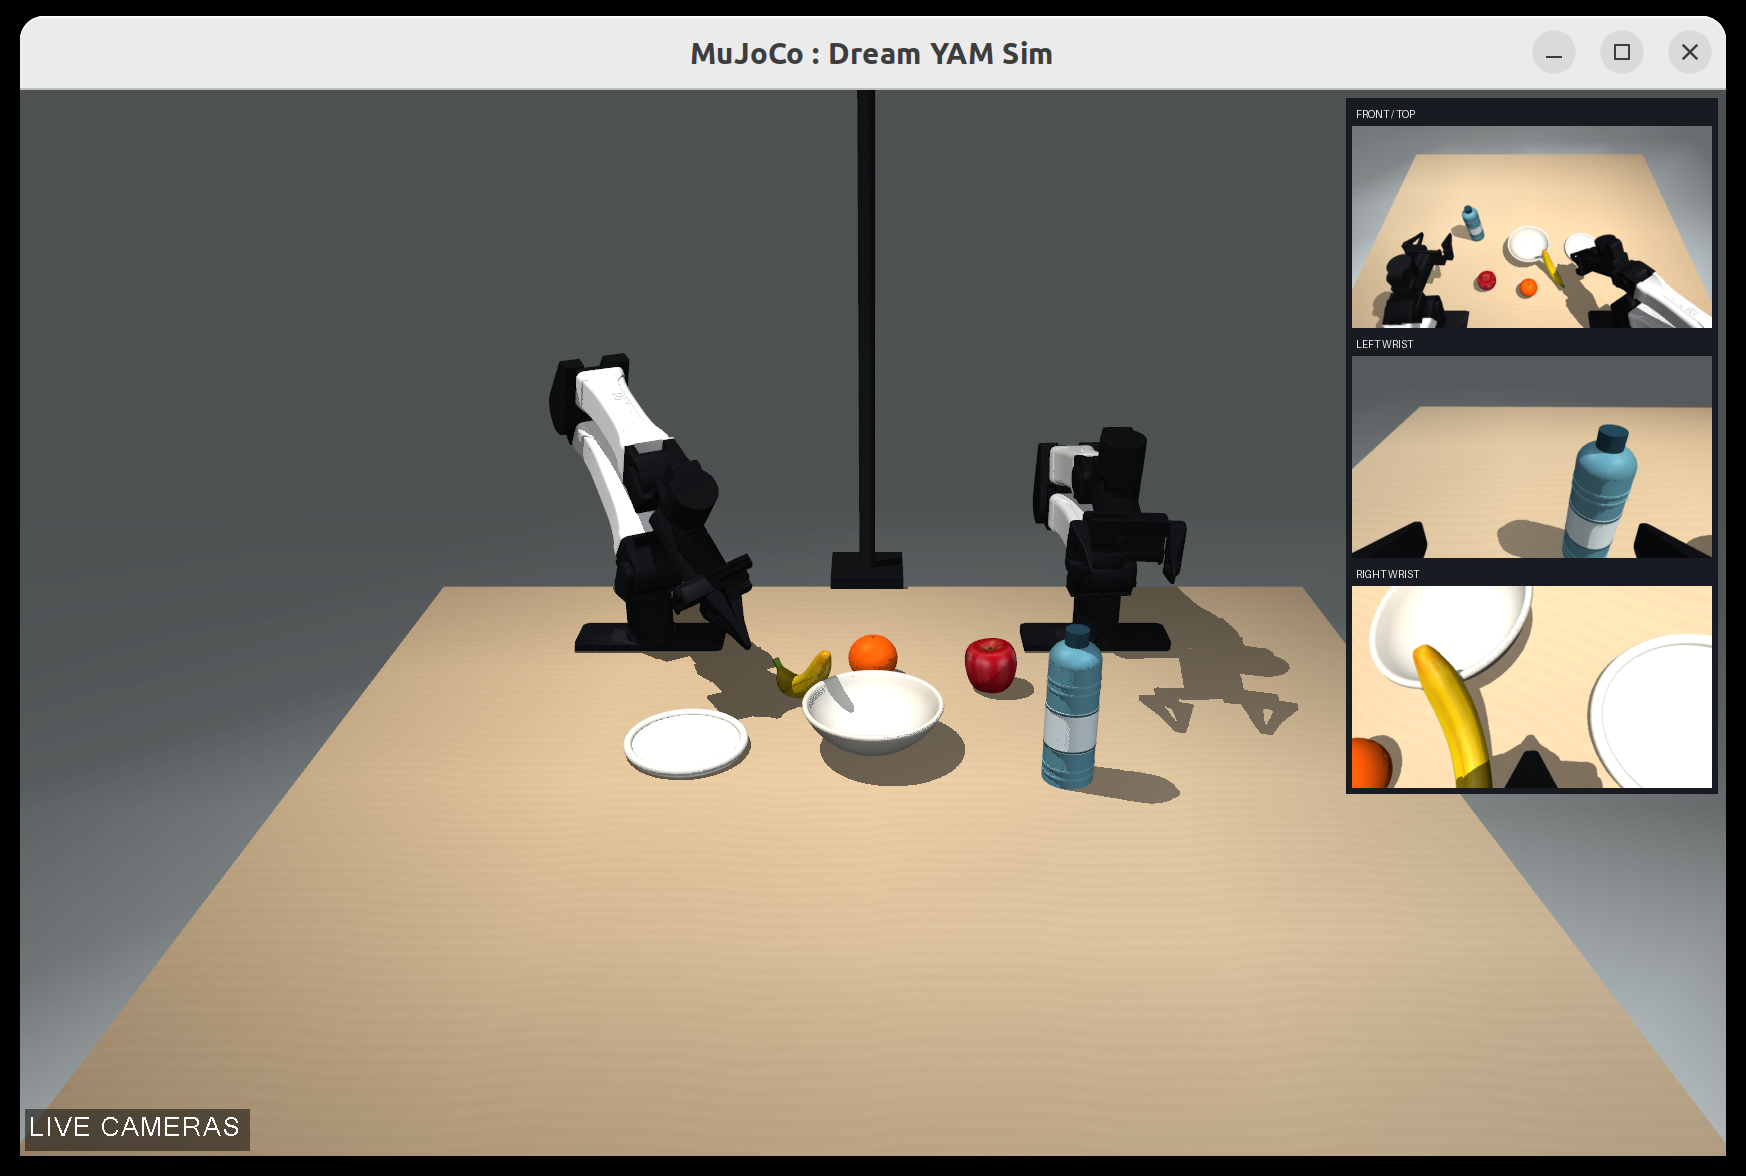 MuJoCo : Dream YAM Sim
FRONT / TOP
LEFT WRIST
RIGHT WRIST
LIVE CAMERAS